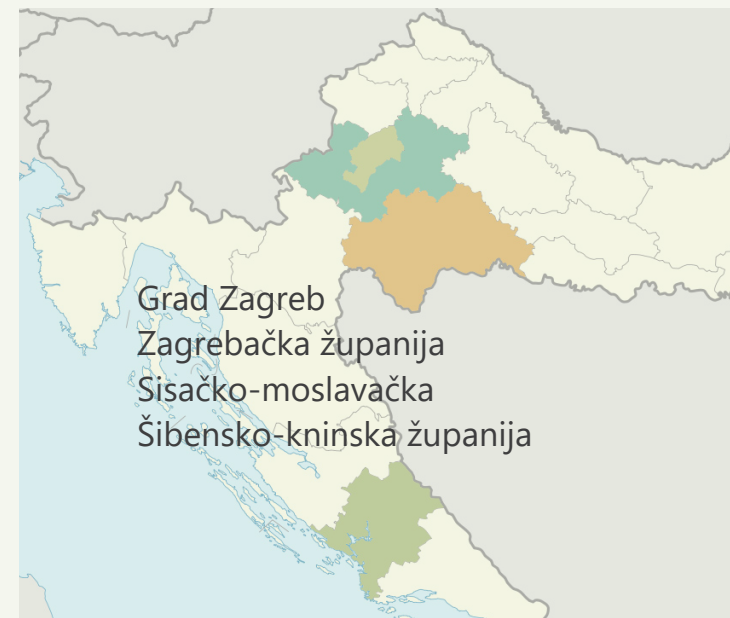 Grad Zagreb
Zagrebačka županija
Sisačko-moslavačka
Šibensko-kninska županija